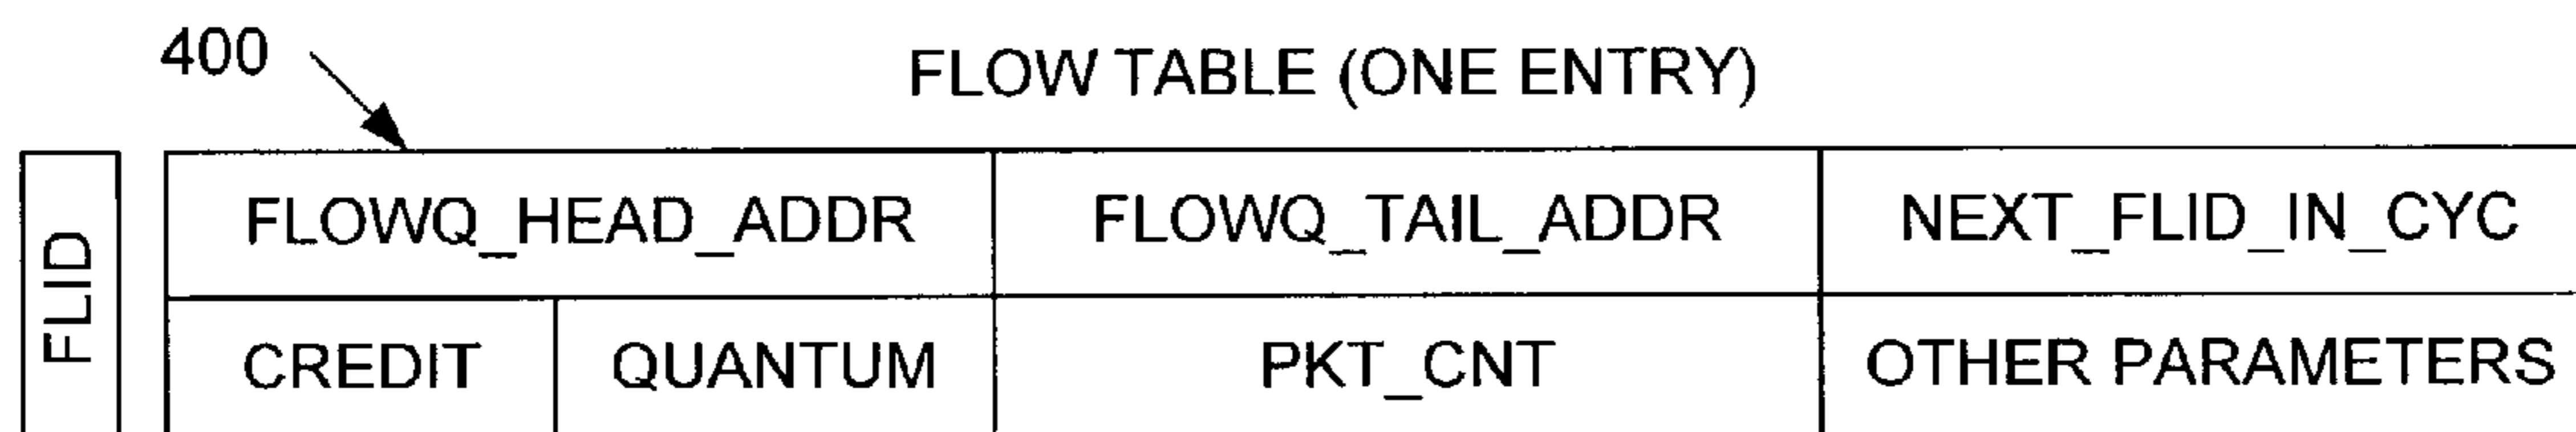 400
FLOW TABLE (ONE ENTRY)
FLID
FLOWQ_HEAD_ADDR FLOWQ_TAIL_ADDR NEXT_FLID_IN_CYC
CREDIT QUANTUM PKT_CNT OTHER PARAMETERS